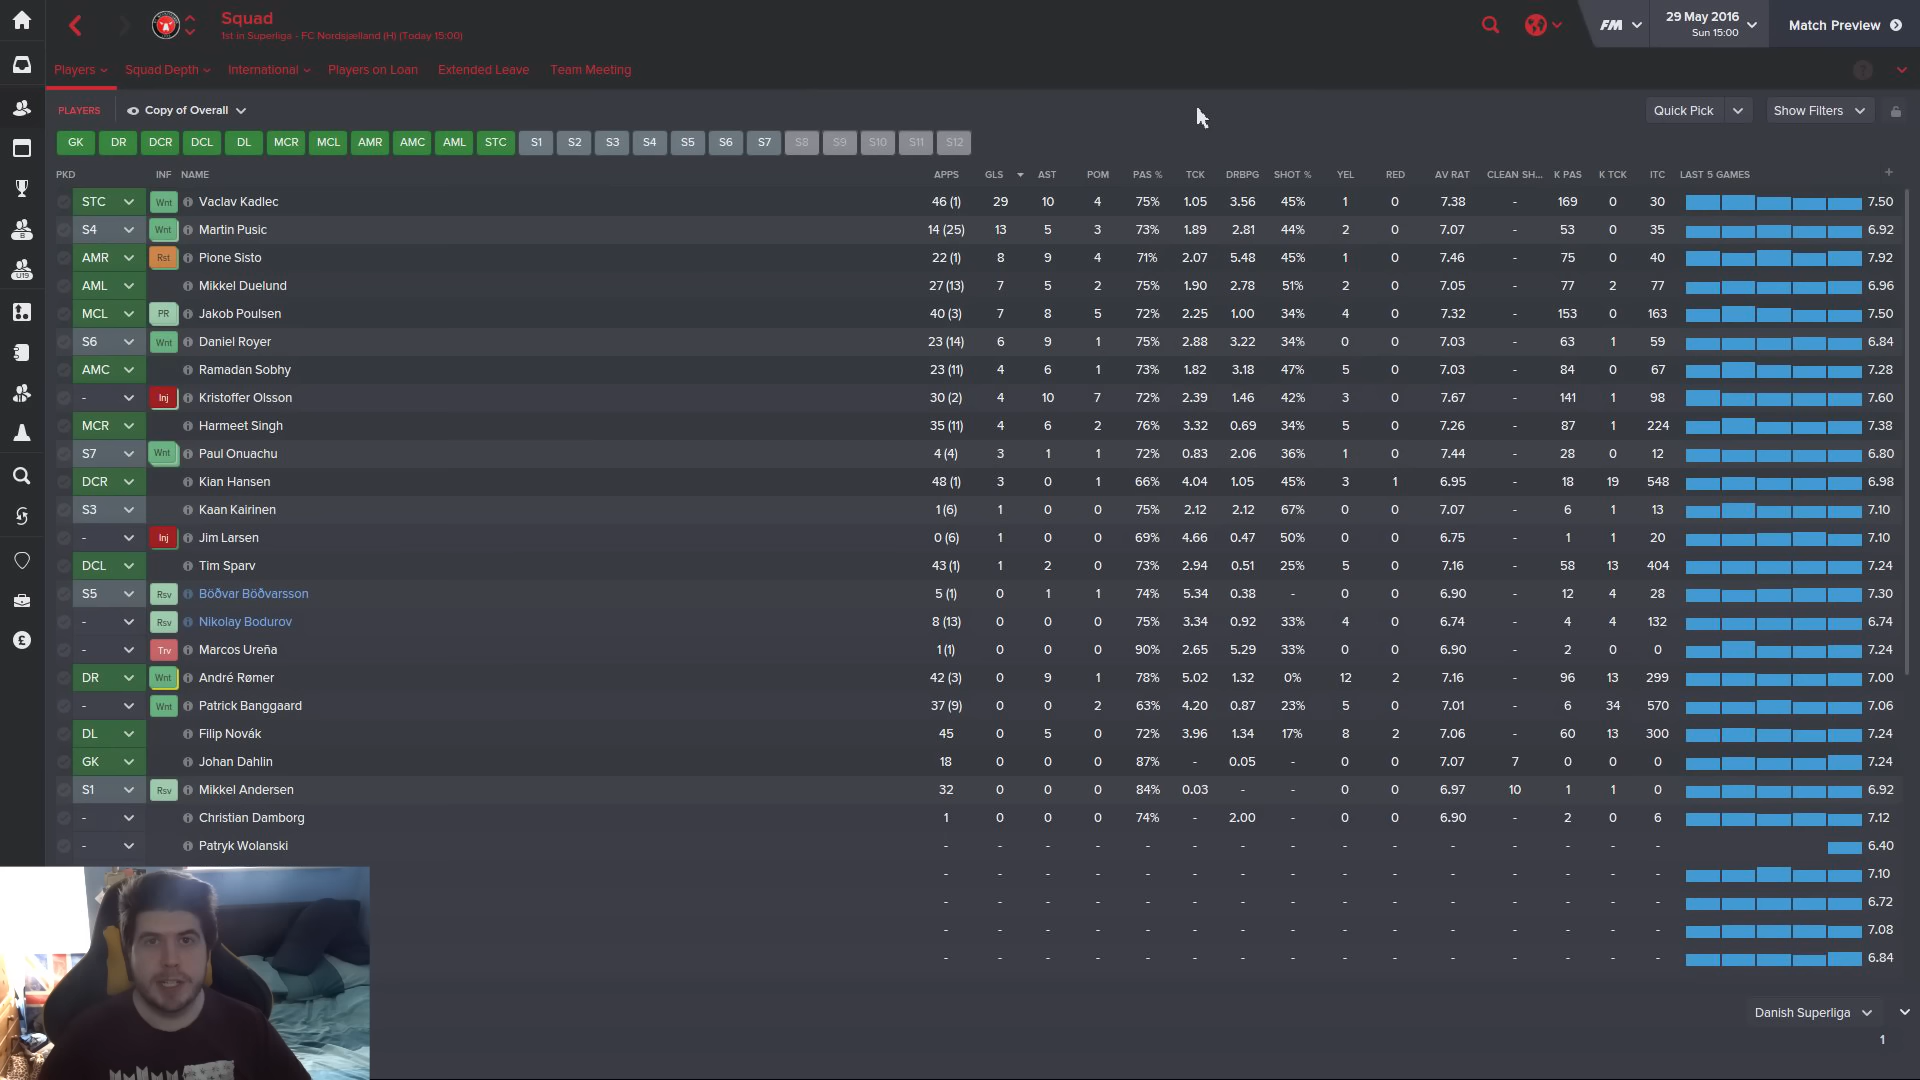 Squad
1st in Superliga - FC Nordsjælland (H) (Today 15:00)
FM
29 May 2016
Sun 15:00
Match Preview
Players
Squad Depth
International
Players on Loan
Extended Leave
Team Meeting
PLAYERS
Copy of Overall
Quick Pick
Show Filters
GK DR DCR DCL DL MCR MCL AMR AMC AML STC S1 S2 S3 S4 S5 S6 S7 S8 S9 S10 S11 S12
PKD INF NAME APPS GLS AST POM PAS % TCK DRBPG SHOT % YEL RED AV RAT CLEAN SH... K PAS K TCK ITC LAST 5 GAMES
STC Wnt Vaclav Kadlec 46 (1) 29 10 4 75% 1.05 3.56 45% 1 0 7.38 - 169 0 30 7.50
S4 Wnt Martin Pusic 14 (25) 13 5 3 73% 1.89 2.81 44% 2 0 7.07 - 53 0 35 6.92
AMR Rst Pione Sisto 22 (1) 8 9 4 71% 2.07 5.48 45% 1 0 7.46 - 75 0 40 7.92
AML Mikkel Duelund 27 (13) 7 5 2 75% 1.90 2.78 51% 2 0 7.05 - 77 2 77 6.96
MCL PR Jakob Poulsen 40 (3) 7 8 5 72% 2.25 1.00 34% 4 0 7.32 - 153 0 163 7.50
S6 Wnt Daniel Royer 23 (14) 6 9 1 75% 2.88 3.22 34% 0 0 7.03 - 63 1 59 6.84
AMC Ramadan Sobhy 23 (11) 4 6 1 73% 1.82 3.18 47% 5 0 7.03 - 84 0 67 7.28
- Inj Kristoffer Olsson 30 (2) 4 10 7 72% 2.39 1.46 42% 3 0 7.67 - 141 1 98 7.60
MCR Harmeet Singh 35 (11) 4 6 2 76% 3.32 0.69 34% 5 0 7.26 - 87 1 224 7.38
S7 Wnt Paul Onuachu 4 (4) 3 1 1 72% 0.83 2.06 36% 1 0 7.44 - 28 0 12 6.80
DCR Kian Hansen 48 (1) 3 0 1 66% 4.04 1.05 45% 3 1 6.95 - 18 19 548 6.98
S3 Kaan Kairinen 1 (6) 1 0 0 75% 2.12 2.12 67% 0 0 7.07 - 6 1 13 7.10
- Inj Jim Larsen 0 (6) 1 0 0 69% 4.66 0.47 50% 0 0 6.75 - 1 1 20 7.10
DCL Tim Sparv 43 (1) 1 2 0 73% 2.94 0.51 25% 5 0 7.16 - 58 13 404 7.24
S5 Rsv Böðvar Böðvarsson 5 (1) 0 1 1 74% 5.34 0.38 - 0 0 6.90 - 12 4 28 7.30
- Rsv Nikolay Bodurov 8 (13) 0 0 0 75% 3.34 0.92 33% 4 0 6.74 - 4 4 132 6.74
- Trv Marcos Ureña 1 (1) 0 0 0 90% 2.65 5.29 33% 0 0 6.90 - 2 0 0 7.24
DR Wnt André Rømer 42 (3) 0 9 1 78% 5.02 1.32 0% 12 2 7.16 - 96 13 299 7.00
- Wnt Patrick Banggaard 37 (9) 0 0 2 63% 4.20 0.87 23% 5 0 7.01 - 6 34 570 7.06
DL Filip Novák 45 0 5 0 72% 3.96 1.34 17% 8 2 7.06 - 60 13 300 7.24
GK Johan Dahlin 18 0 0 0 87% - 0.05 - 0 0 7.07 7 0 0 0 7.24
S1 Rsv Mikkel Andersen 32 0 0 0 84% 0.03 - - 0 0 6.97 10 1 1 0 6.92
- Christian Damborg 1 0 0 0 74% - 2.00 - 0 0 6.90 - 2 0 6 7.12
- Patryk Wolanski - - - - - - - - - - - - - - - 6.40
- - - - - - - - - - - - - - - 7.10
- - - - - - - - - - - - - - - 6.72
- - - - - - - - - - - - - - - 7.08
- - - - - - - - - - - - - - - 6.84
Danish Superliga
1